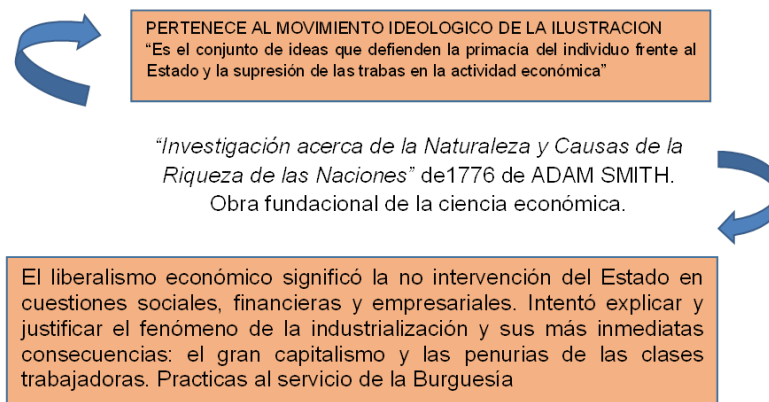 PERTENECE AL MOVIMIENTO IDEOLOGICO DE LA ILUSTRACION
“Es el conjunto de ideas que defienden la primacía del individuo frente al
Estado y la supresión de las trabas en la actividad económica”
“Investigación acerca de la Naturaleza y Causas de la
Riqueza de las Naciones” de1776 de ADAM SMITH.
Obra fundacional de la ciencia económica.
El liberalismo económico significó la no intervención del Estado en
cuestiones sociales, financieras y empresariales. Intentó explicar y
justificar el fenómeno de la industrialización y sus más inmediatas
consecuencias: el gran capitalismo y las penurias de las clases
trabajadoras. Practicas al servicio de la Burguesía